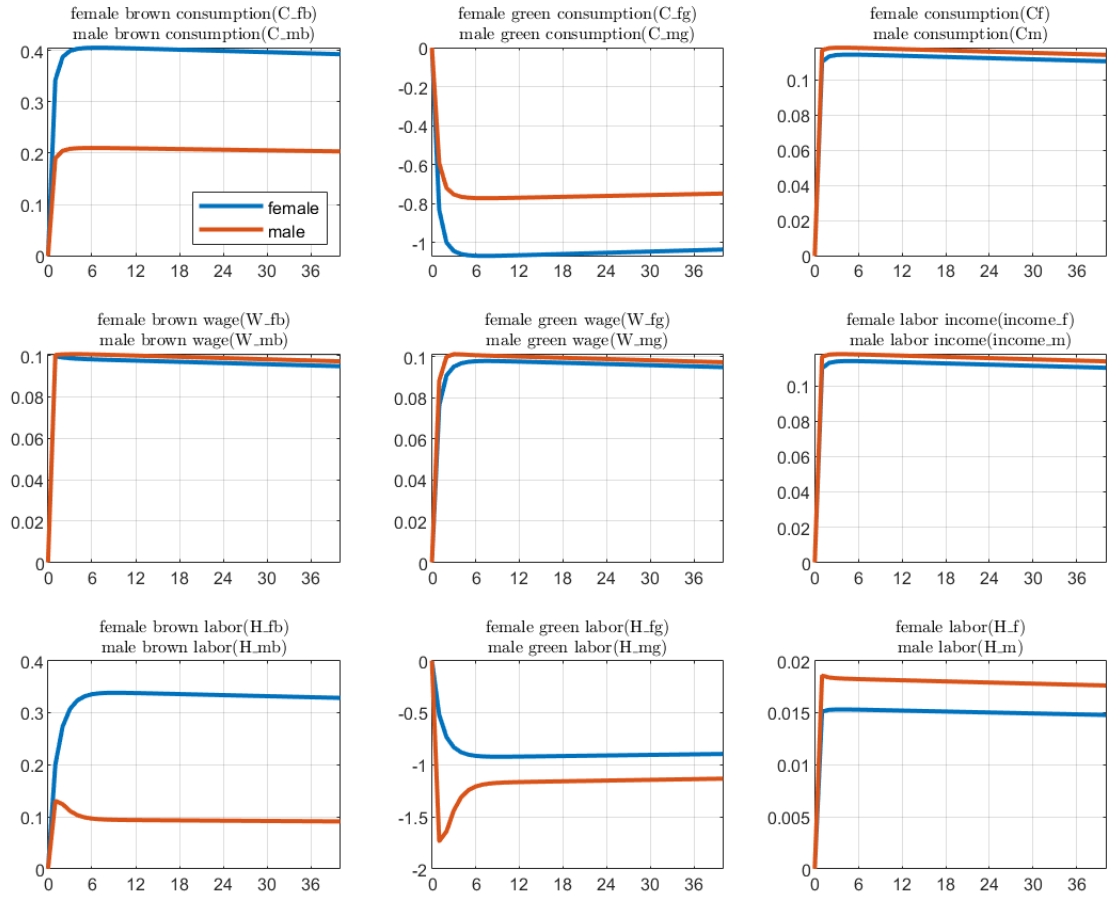 female brown consumption(C_fb)
male brown consumption(C_mb)
0.4
0.3
0.2
0.1
0
female
male
0 6 12 18 24 30 36
female green consumption(C_fg)
male green consumption(C_mg)
0
-0.2
-0.4
-0.6
-0.8
-1
0 6 12 18 24 30 36
female consumption(Cf)
male consumption(Cm)
0.1
0.08
0.06
0.04
0.02
0
0 6 12 18 24 30 36
female brown wage(W_fb)
male brown wage(W_mb)
0.1
0.08
0.06
0.04
0.02
0
0 6 12 18 24 30 36
female green wage(W_fg)
male green wage(W_mg)
0.1
0.08
0.06
0.04
0.02
0
0 6 12 18 24 30 36
female labor income(income_f)
male labor income(income_m)
0.1
0.08
0.06
0.04
0.02
0
0 6 12 18 24 30 36
female brown labor(H_fb)
male brown labor(H_mb)
0.4
0.3
0.2
0.1
0
0 6 12 18 24 30 36
female green labor(H_fg)
male green labor(H_mg)
0
-0.5
-1
-1.5
-2
0 6 12 18 24 30 36
female labor(H_f)
male labor(H_m)
0.02
0.015
0.01
0.005
0
0 6 12 18 24 30 36